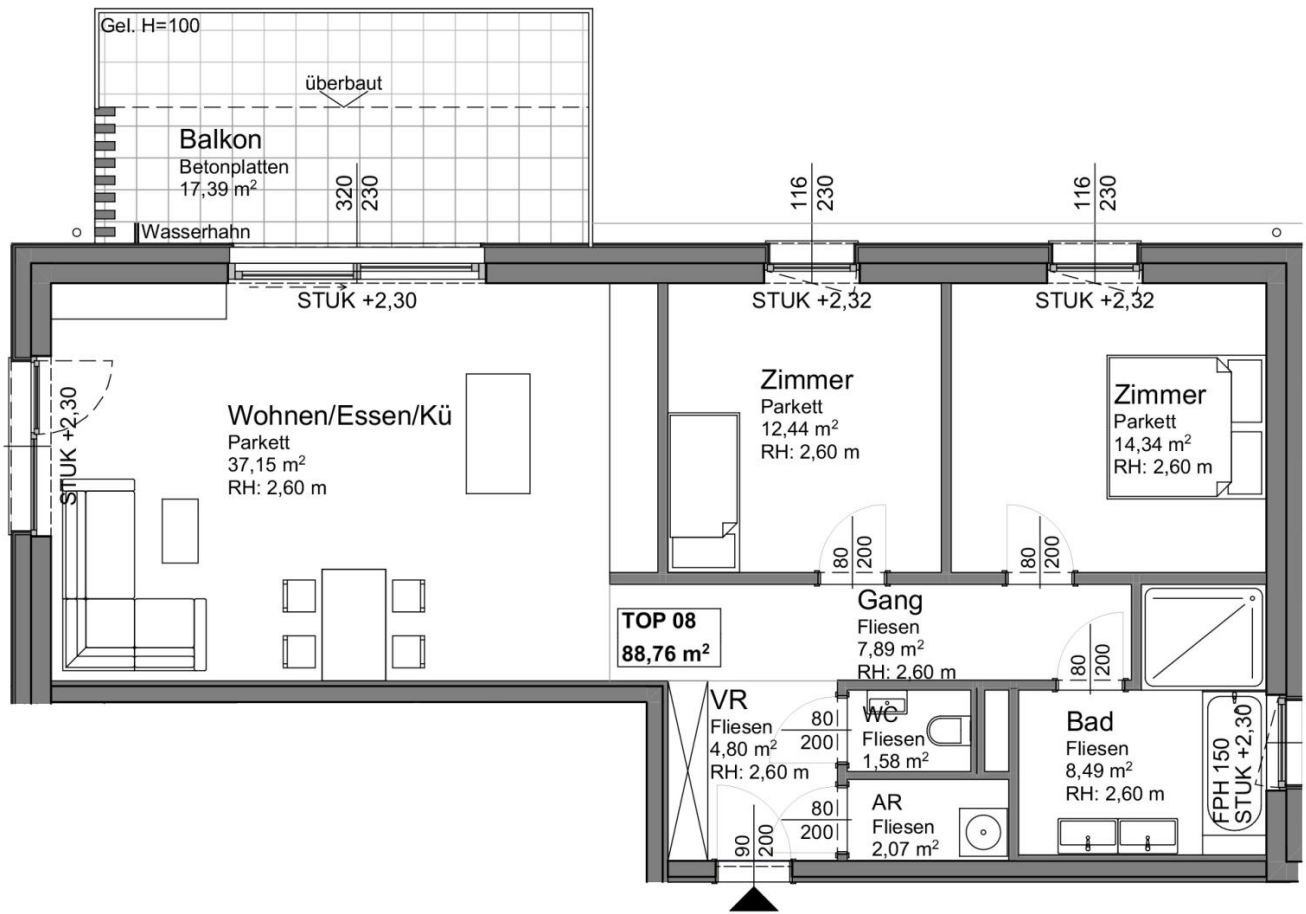 Gel. H=100
überbaut
Balkon
Betonplatten
17,39 m²
320
230
116
230
116
230
Wasserhahn
STUK +2,30
STUK +2,32
STUK +2,32
STUK +2,30
Wohnen/Essen/Kü
Parkett
37,15 m²
RH: 2,60 m
Zimmer
Parkett
12,44 m²
RH: 2,60 m
Zimmer
Parkett
14,34 m²
RH: 2,60 m
80
200
80
200
TOP 08
88,76 m²
Gang
Fliesen
7,89 m²
RH: 2,60 m
80
200
VR
Fliesen
4,80 m²
RH: 2,60 m
80
200
WC
Fliesen
1,58 m²
Bad
Fliesen
8,49 m²
RH: 2,60 m
FPH 150
STUK +2,30
80
200
AR
Fliesen
2,07 m²
90
200